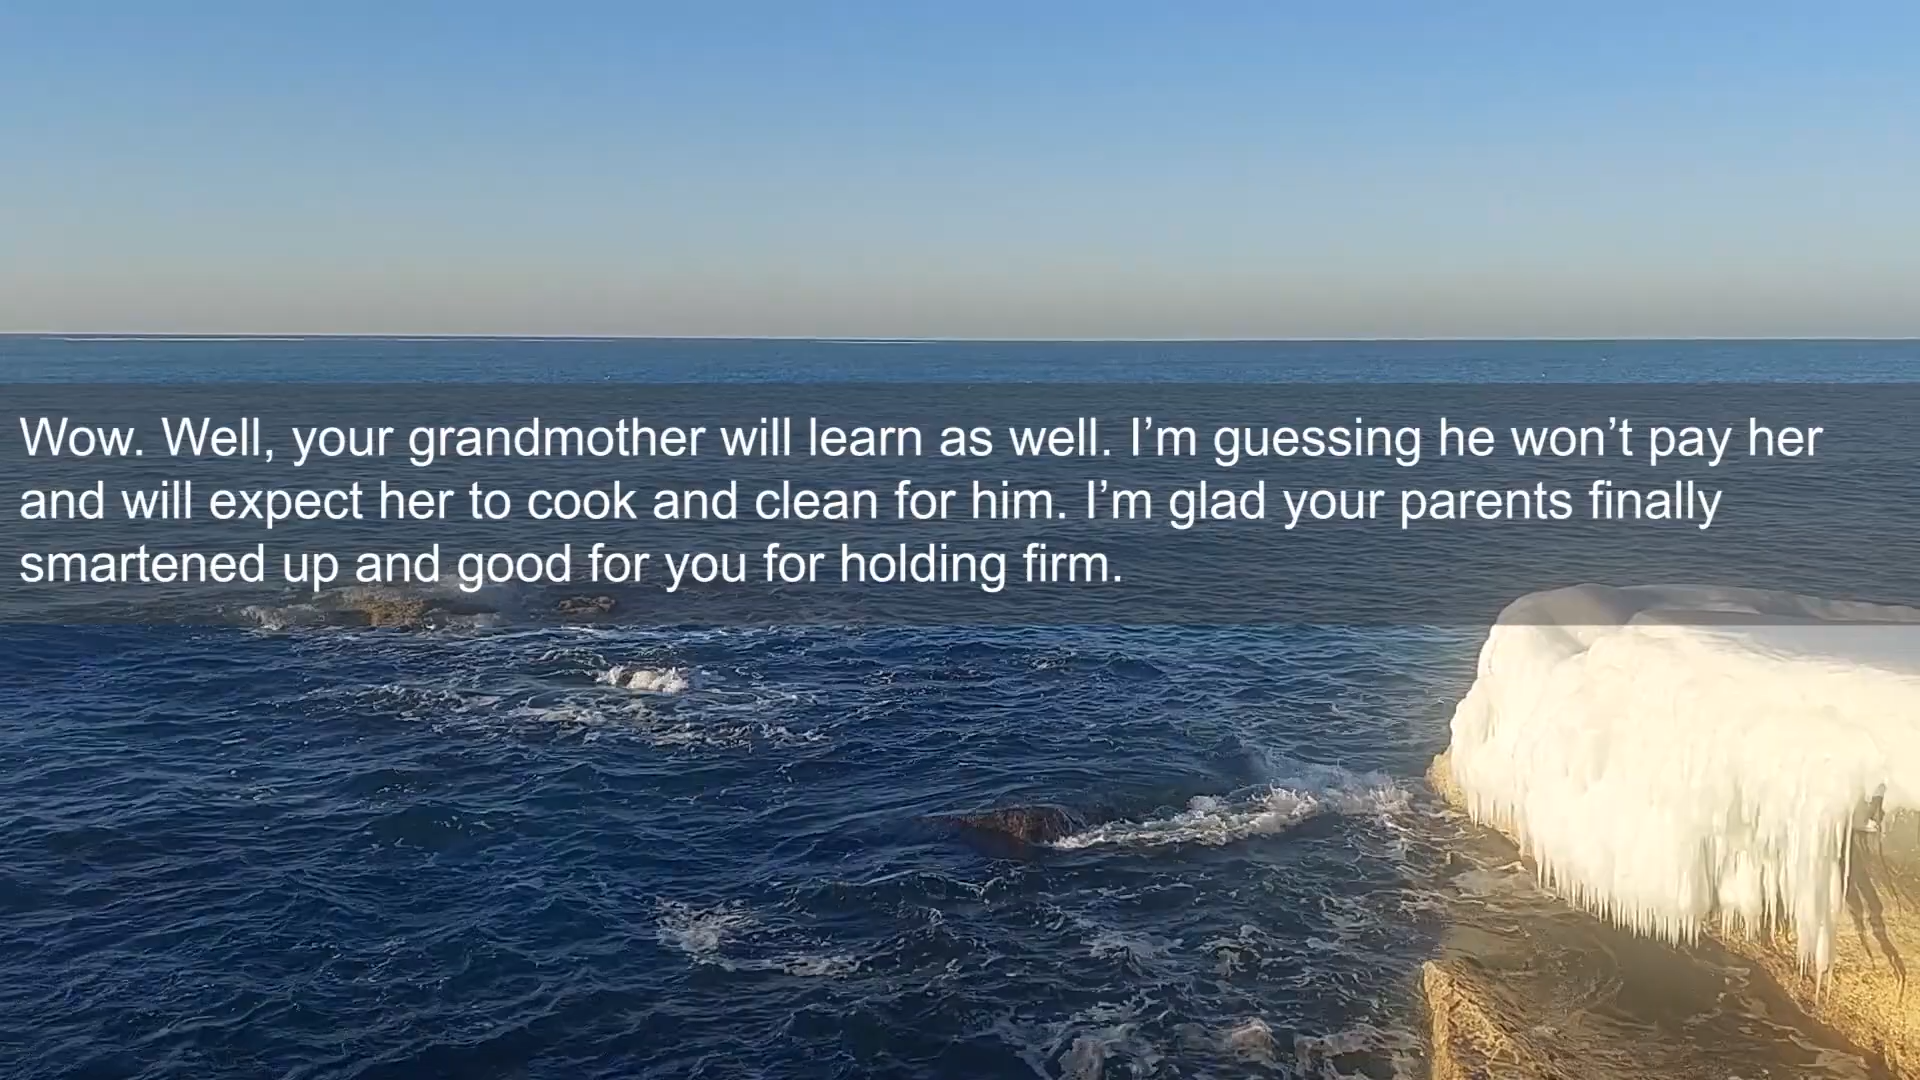 Wow. Well, your grandmother will learn as well. I’m guessing he won’t pay her
and will expect her to cook and clean for him. I’m glad your parents finally
smartened up and good for you for holding firm.